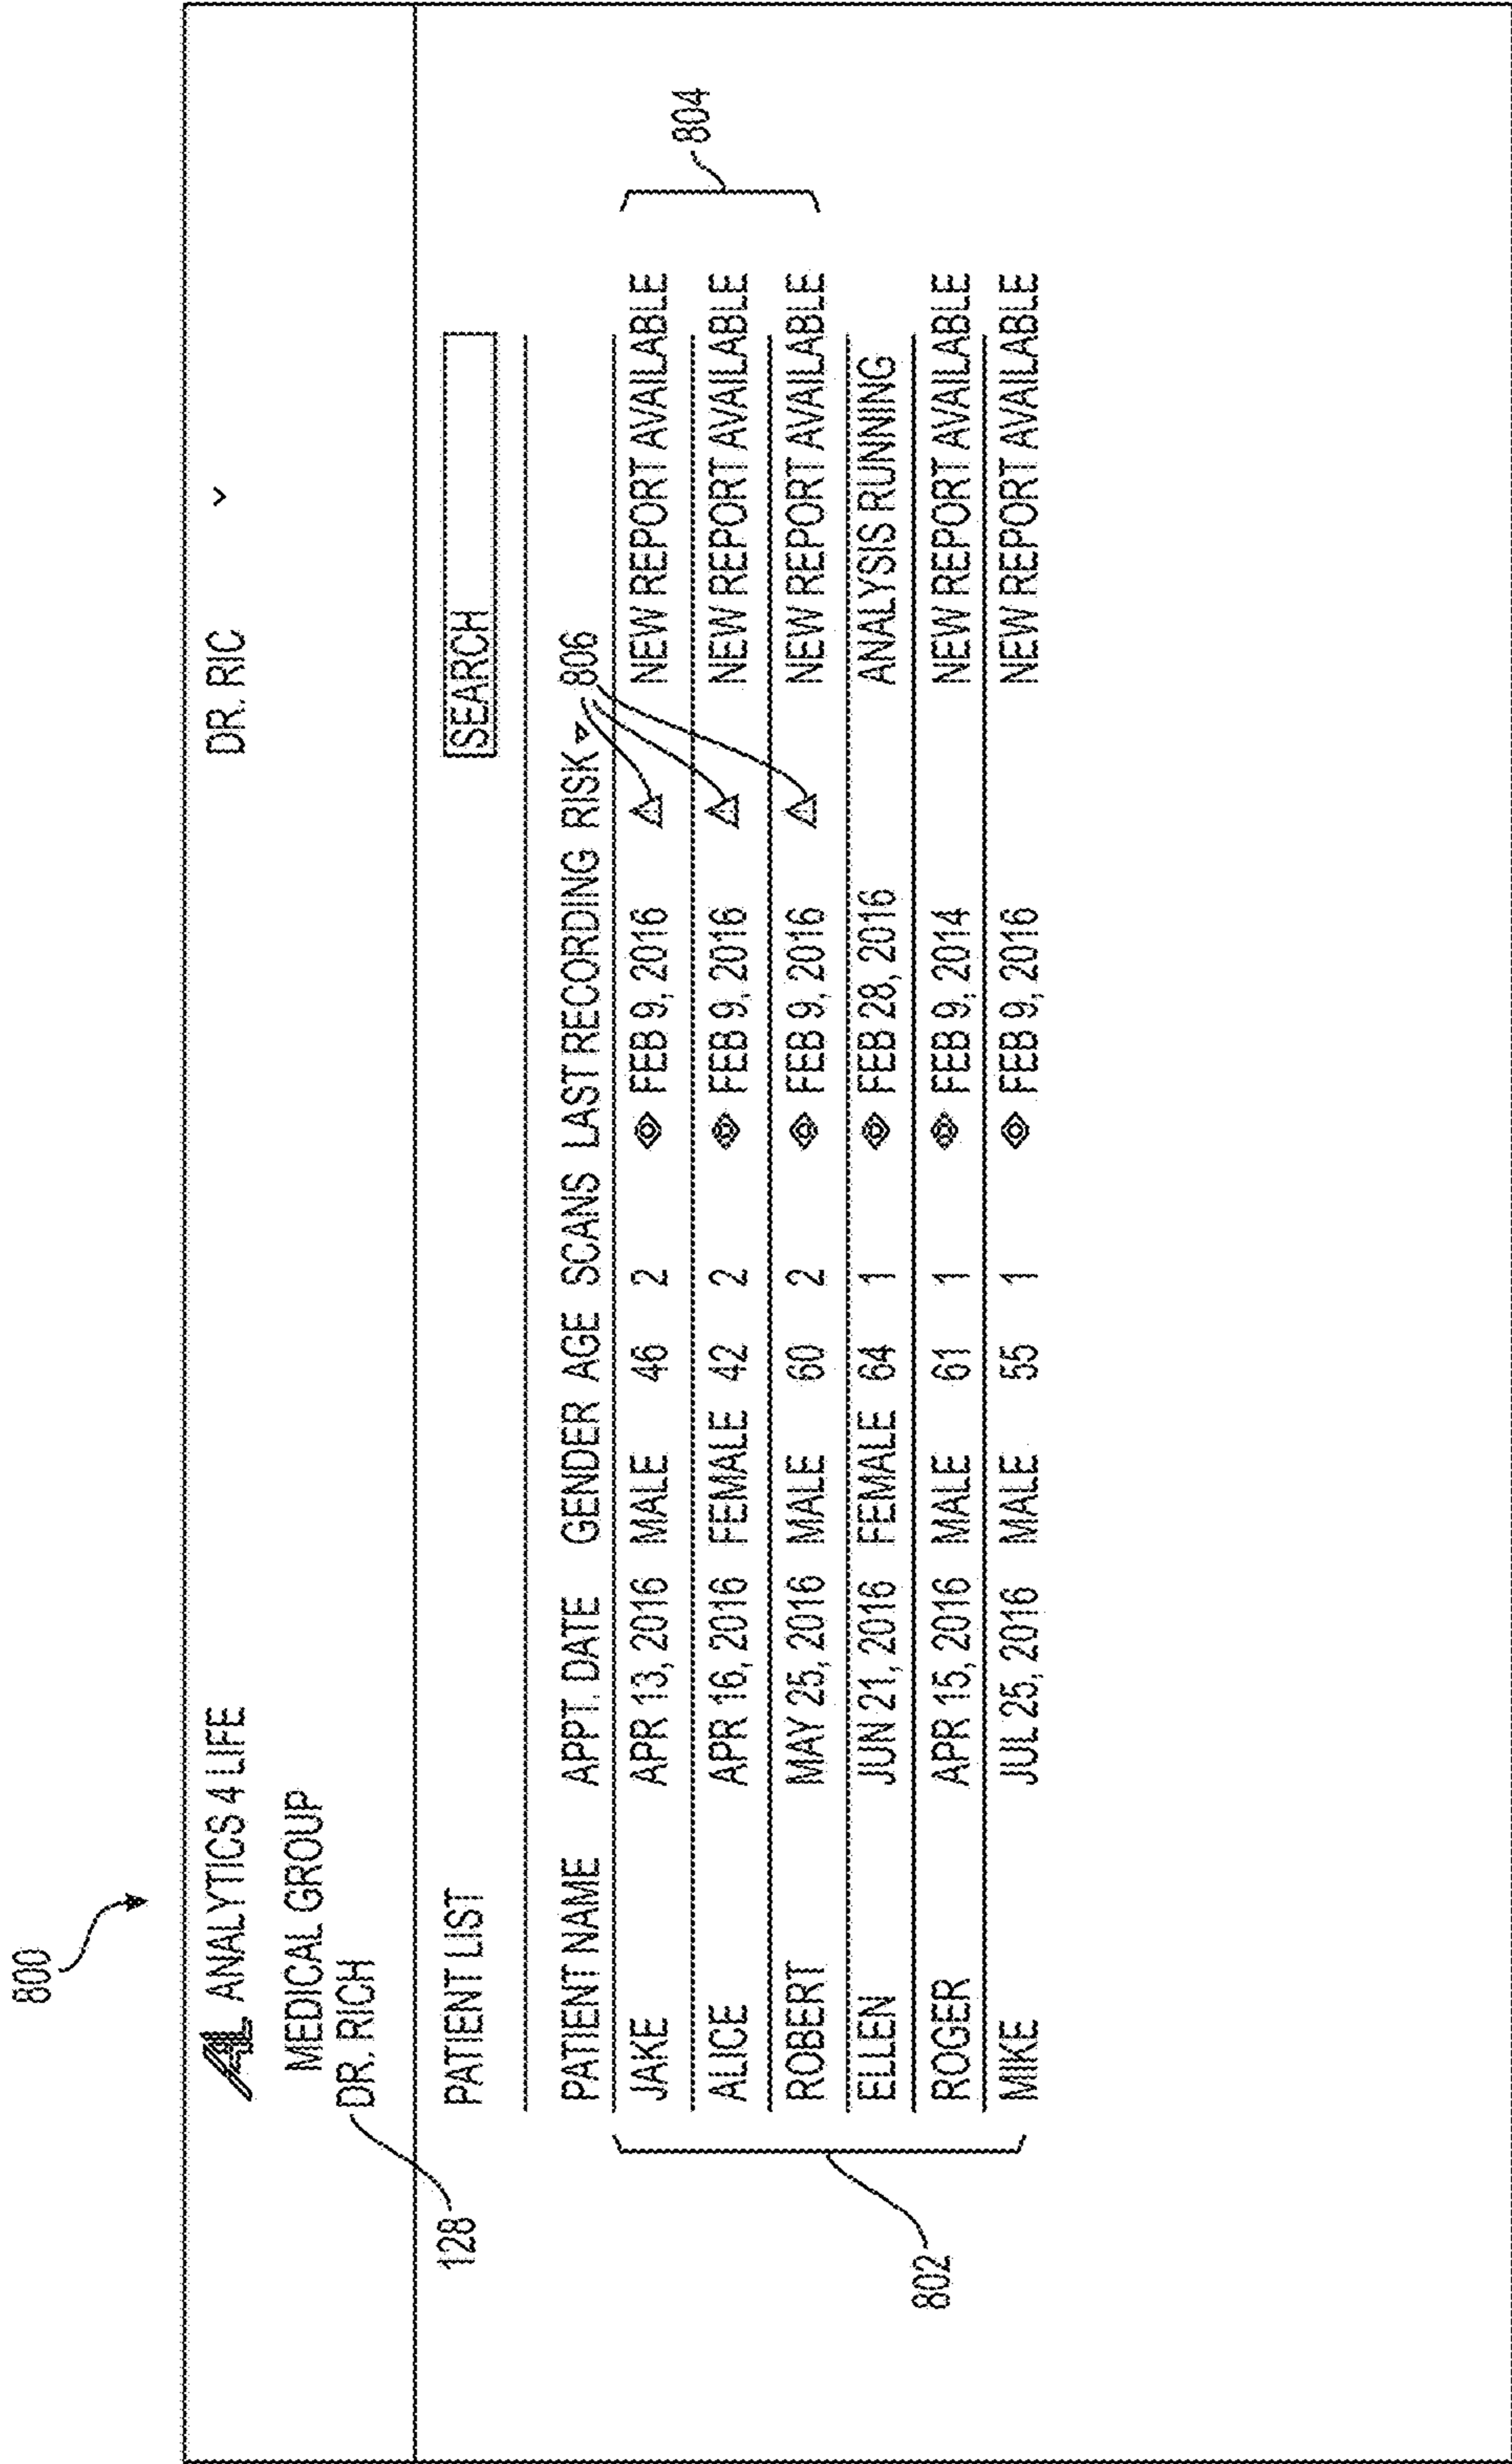 800
A4L ANALYTICS 4 LIFE DR. RIC ˅
MEDICAL GROUP
DR. RICH
128
PATIENT LIST SEARCH
PATIENT NAME APPT. DATE GENDER AGE SCANS LAST RECORDING RISK 806
JAKE APR 13, 2016 MALE 46 2 FEB 9, 2016 NEW REPORT AVAILABLE
804
ALICE APR 16, 2016 FEMALE 42 2 FEB 9, 2016 NEW REPORT AVAILABLE
ROBERT MAY 25, 2016 MALE 60 2 FEB 9, 2016 NEW REPORT AVAILABLE
802
ELLEN JUN 21, 2016 FEMALE 64 1 FEB 28, 2016 ANALYSIS RUNNING
ROGER APR 15, 2016 MALE 61 1 FEB 9, 2014 NEW REPORT AVAILABLE
MIKE JUL 25, 2016 MALE 55 1 FEB 9, 2016 NEW REPORT AVAILABLE